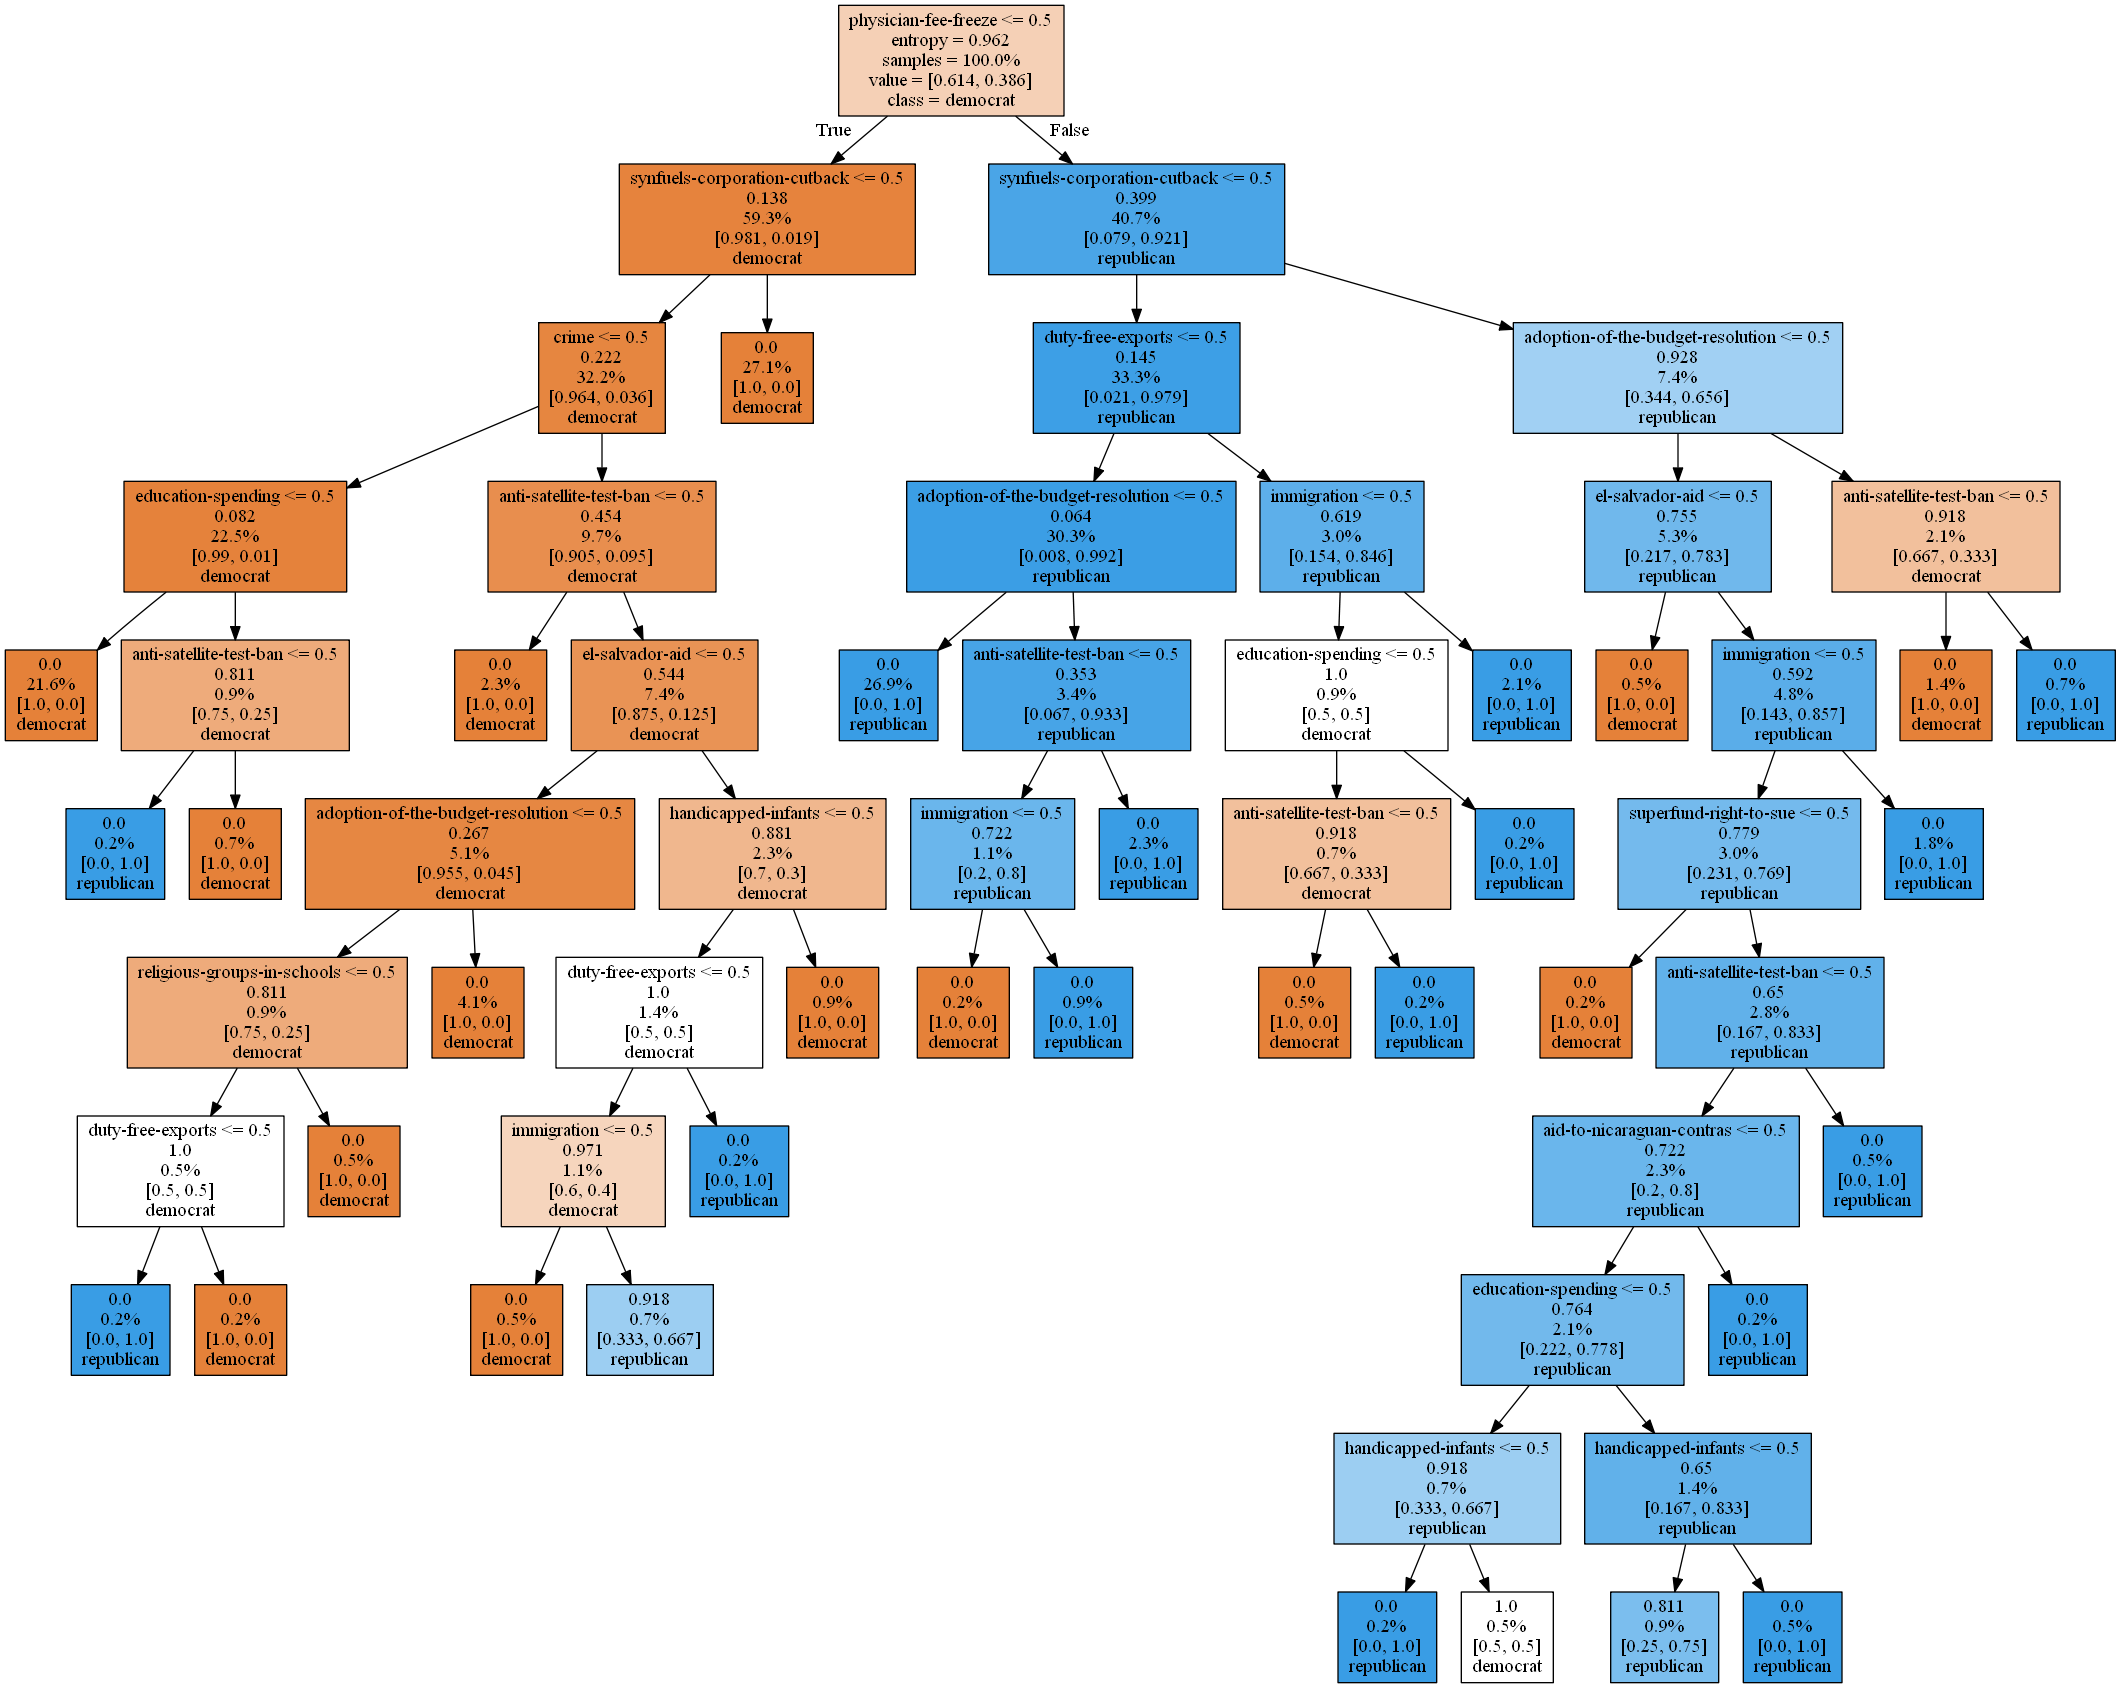 physician-fee-freeze <= 0.5
entropy = 0.962
samples = 100.0%
value = [0.614, 0.386]
class = democrat
True
False
synfuels-corporation-cutback <= 0.5
0.138
59.3%
[0.981, 0.019]
democrat
synfuels-corporation-cutback <= 0.5
0.399
40.7%
[0.079, 0.921]
republican
crime <= 0.5
0.222
32.2%
[0.964, 0.036]
democrat
0.0
27.1%
[1.0, 0.0]
democrat
duty-free-exports <= 0.5
0.145
33.3%
[0.021, 0.979]
republican
adoption-of-the-budget-resolution <= 0.5
0.928
7.4%
[0.344, 0.656]
republican
education-spending <= 0.5
0.082
22.5%
[0.99, 0.01]
democrat
anti-satellite-test-ban <= 0.5
0.454
9.7%
[0.905, 0.095]
democrat
adoption-of-the-budget-resolution <= 0.5
0.064
30.3%
[0.008, 0.992]
republican
immigration <= 0.5
0.619
3.0%
[0.154, 0.846]
republican
el-salvador-aid <= 0.5
0.755
5.3%
[0.217, 0.783]
republican
anti-satellite-test-ban <= 0.5
0.918
2.1%
[0.667, 0.333]
democrat
0.0
21.6%
[1.0, 0.0]
democrat
anti-satellite-test-ban <= 0.5
0.811
0.9%
[0.75, 0.25]
democrat
0.0
2.3%
[1.0, 0.0]
democrat
el-salvador-aid <= 0.5
0.544
7.4%
[0.875, 0.125]
democrat
0.0
26.9%
[0.0, 1.0]
republican
anti-satellite-test-ban <= 0.5
0.353
3.4%
[0.067, 0.933]
republican
education-spending <= 0.5
1.0
0.9%
[0.5, 0.5]
democrat
0.0
2.1%
[0.0, 1.0]
republican
0.0
0.5%
[1.0, 0.0]
democrat
immigration <= 0.5
0.592
4.8%
[0.143, 0.857]
republican
0.0
1.4%
[1.0, 0.0]
democrat
0.0
0.7%
[0.0, 1.0]
republican
0.0
0.2%
[0.0, 1.0]
republican
0.0
0.7%
[1.0, 0.0]
democrat
adoption-of-the-budget-resolution <= 0.5
0.267
5.1%
[0.955, 0.045]
democrat
handicapped-infants <= 0.5
0.881
2.3%
[0.7, 0.3]
democrat
immigration <= 0.5
0.722
1.1%
[0.2, 0.8]
republican
0.0
2.3%
[0.0, 1.0]
republican
anti-satellite-test-ban <= 0.5
0.918
0.7%
[0.667, 0.333]
democrat
0.0
0.2%
[0.0, 1.0]
republican
superfund-right-to-sue <= 0.5
0.779
3.0%
[0.231, 0.769]
republican
0.0
1.8%
[0.0, 1.0]
republican
religious-groups-in-schools <= 0.5
0.811
0.9%
[0.75, 0.25]
democrat
0.0
4.1%
[1.0, 0.0]
democrat
duty-free-exports <= 0.5
1.0
1.4%
[0.5, 0.5]
democrat
0.0
0.9%
[1.0, 0.0]
democrat
0.0
0.2%
[1.0, 0.0]
democrat
0.0
0.9%
[0.0, 1.0]
republican
0.0
0.5%
[1.0, 0.0]
democrat
0.0
0.2%
[0.0, 1.0]
republican
0.0
0.2%
[1.0, 0.0]
democrat
anti-satellite-test-ban <= 0.5
0.65
2.8%
[0.167, 0.833]
republican
duty-free-exports <= 0.5
1.0
0.5%
[0.5, 0.5]
democrat
0.0
0.5%
[1.0, 0.0]
democrat
immigration <= 0.5
0.971
1.1%
[0.6, 0.4]
democrat
0.0
0.2%
[0.0, 1.0]
republican
aid-to-nicaraguan-contras <= 0.5
0.722
2.3%
[0.2, 0.8]
republican
0.0
0.5%
[0.0, 1.0]
republican
0.0
0.2%
[0.0, 1.0]
republican
0.0
0.2%
[1.0, 0.0]
democrat
0.0
0.5%
[1.0, 0.0]
democrat
0.918
0.7%
[0.333, 0.667]
republican
education-spending <= 0.5
0.764
2.1%
[0.222, 0.778]
republican
0.0
0.2%
[0.0, 1.0]
republican
handicapped-infants <= 0.5
0.918
0.7%
[0.333, 0.667]
republican
handicapped-infants <= 0.5
0.65
1.4%
[0.167, 0.833]
republican
0.0
0.2%
[0.0, 1.0]
republican
1.0
0.5%
[0.5, 0.5]
democrat
0.811
0.9%
[0.25, 0.75]
republican
0.0
0.5%
[0.0, 1.0]
republican